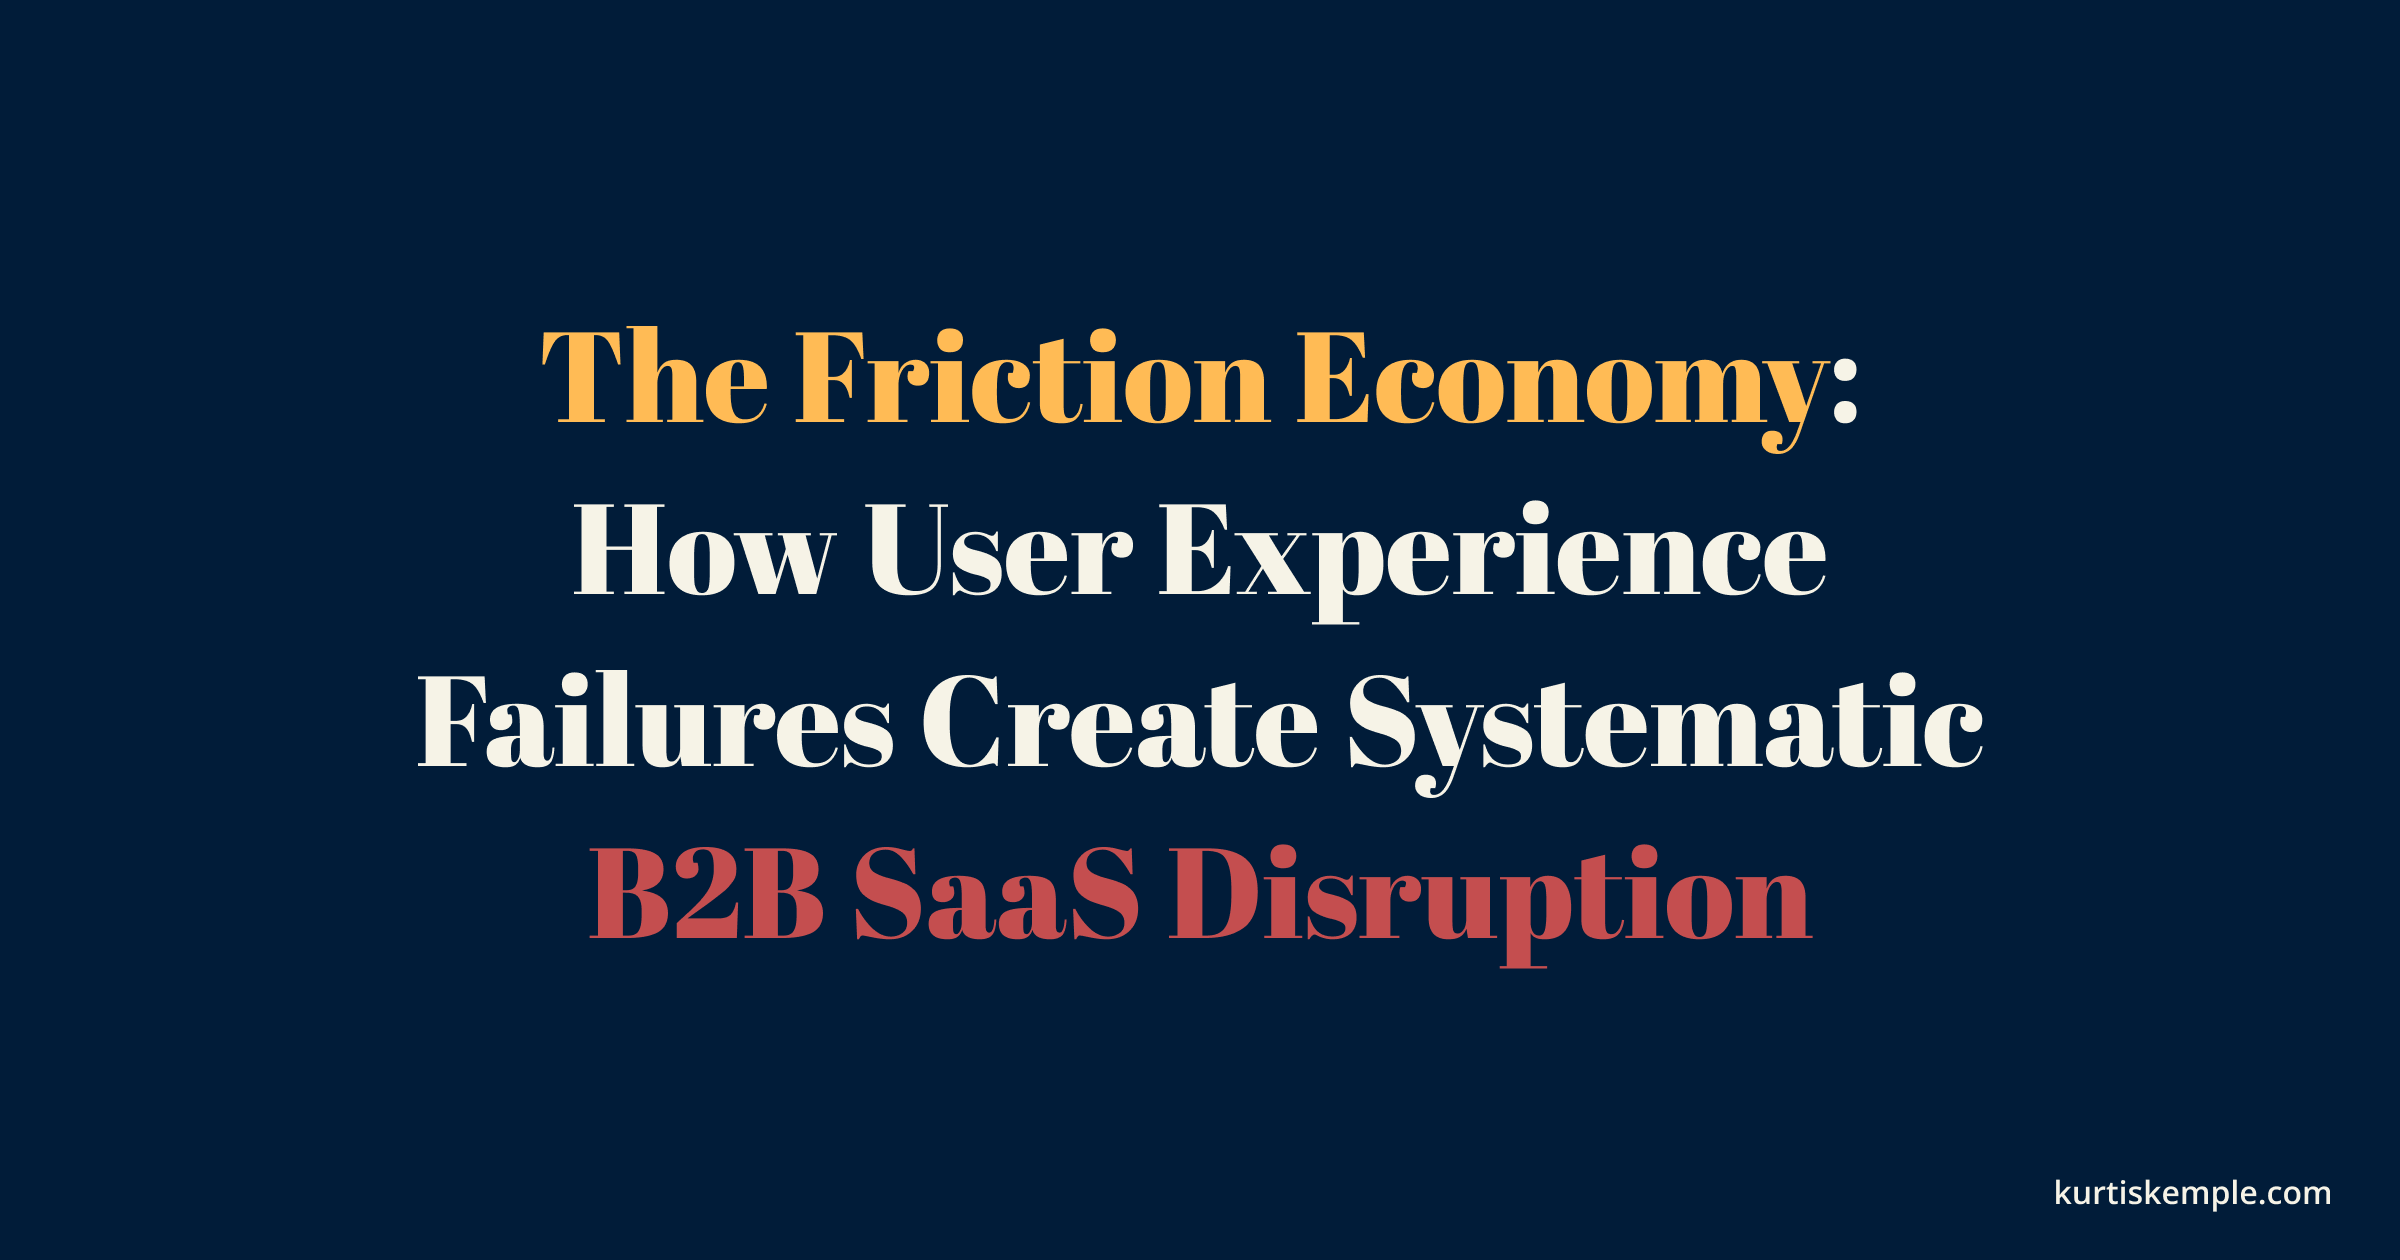 The Friction Economy:
How User Experience
Failures Create Systematic
B2B SaaS Disruption
kurtiskemple.com